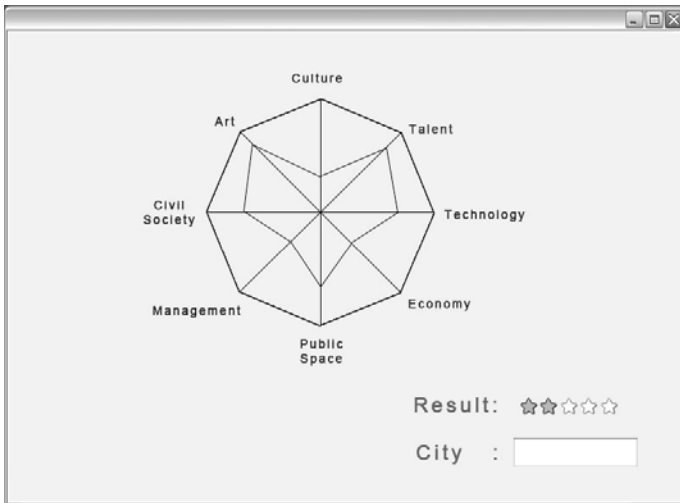 Culture
Art
Talent
Civil
Society
Technology
Management
Economy
Public
Space
Result:
City :